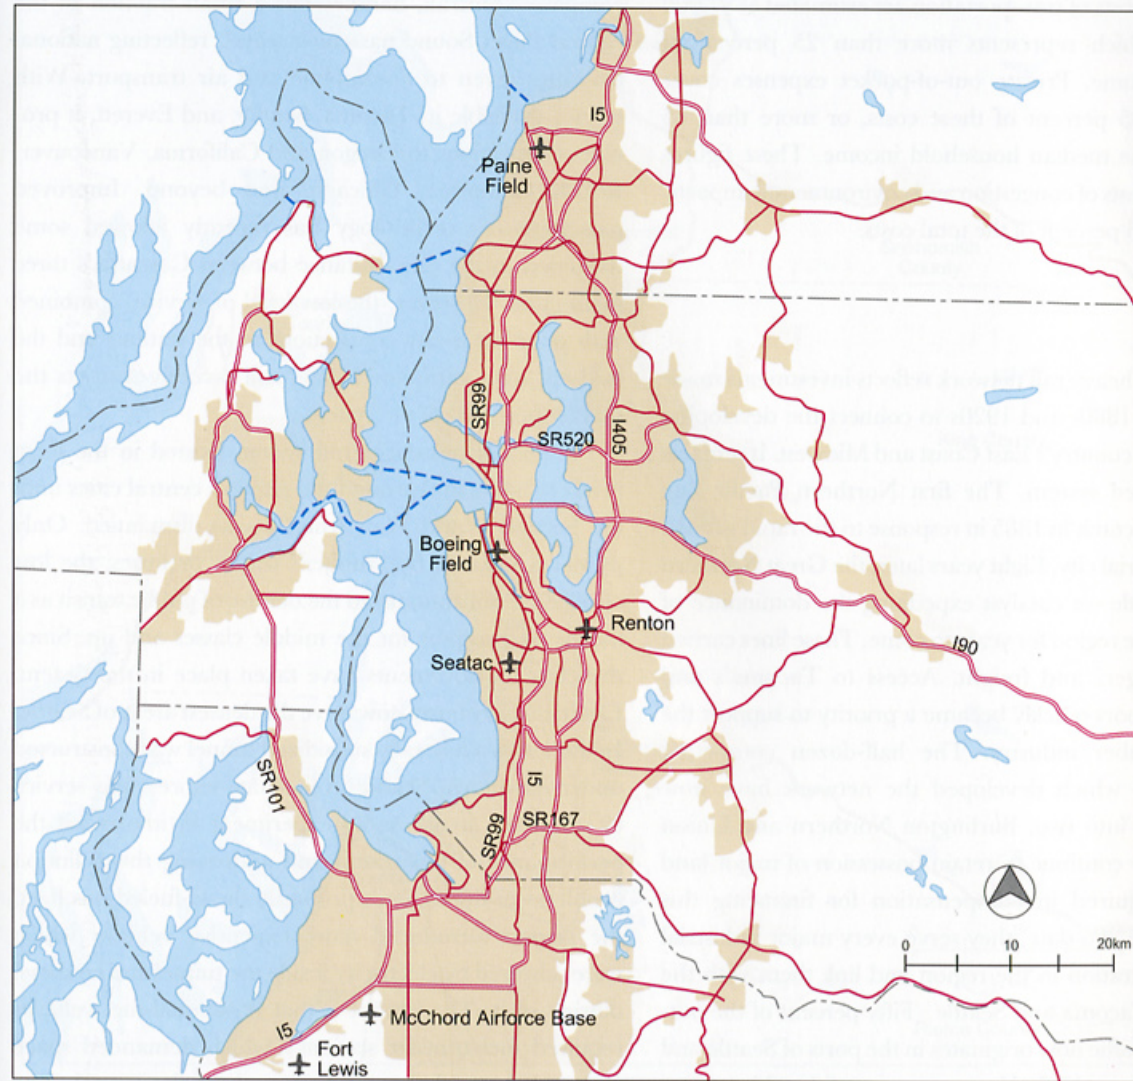 I5
Paine
Field
SR99
SR520
I405
Boeing
Field
Renton
Seatac
I90
SR101
I5
SR99
SR167
0 10 20km
McChord Airforce Base
I5
Fort
Lewis